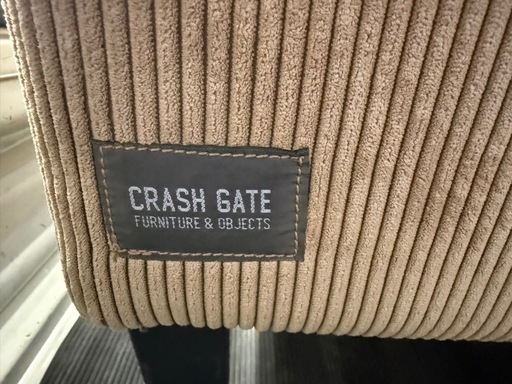 CRASH GATE
FURNITURE & OBJECTS